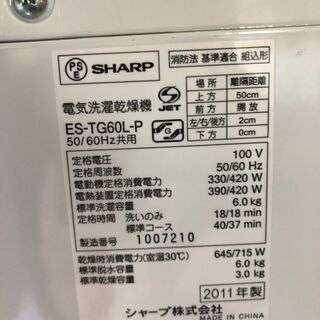 PS
E
SHARP
消防法 基準適合 組込形
電気洗濯乾燥機
JET
場所 離隔距離
上方 50cm
前方 開放
左/右/後方 2cm
下方 0cm
ES-TG60L-P
50/60Hz共用
G
定格電圧 100 V
定格周波数 50/60 Hz
電動機定格消費電力 330/420 W
電熱装置定格消費電力 390/420 W
標準洗濯容量 6.0 kg
定格時間 洗いのみ 18/18 min
標準コース 40/37 min
製造番号 1007210
乾燥時消費電力(室温30℃) 645/715 W
標準脱水容量 6.0 kg
標準乾燥容量 3.0 kg
2011年製
シャープ株式会社
MADE IN CHINA